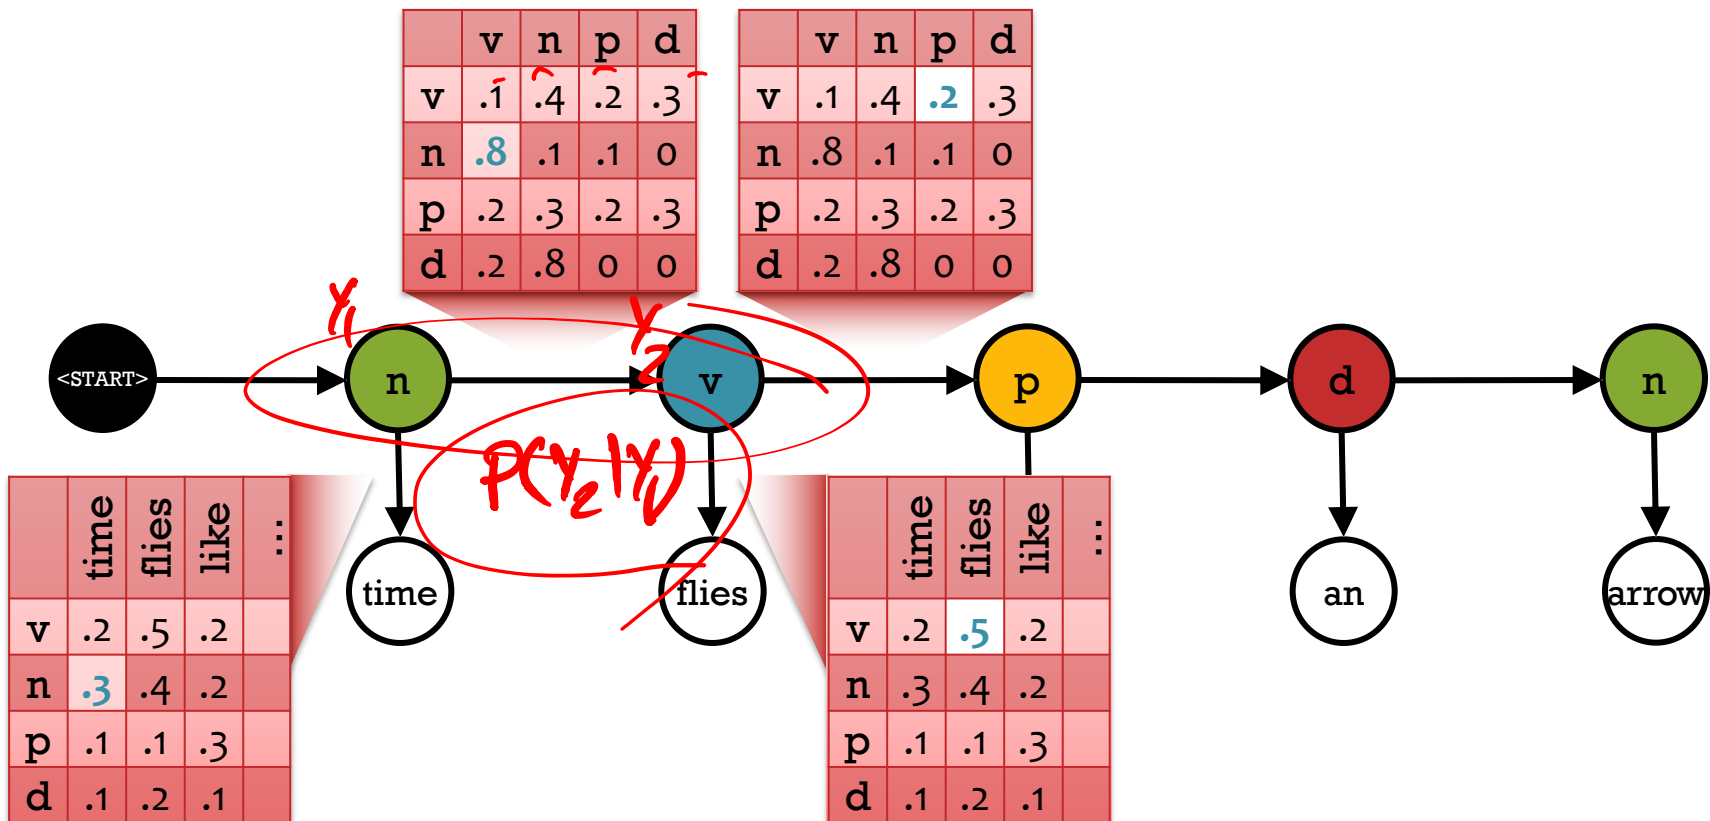 v n p d
v .1 .4 .2 .3
n .8 .1 .1 0
p .2 .3 .2 .3
d .2 .8 0 0
v n p d
v .1 .4 .2 .3
n .8 .1 .1 0
p .2 .3 .2 .3
d .2 .8 0 0
Y1
Y2
<START>
n
v
p
d
n
P(Y2|Y1)
time flies like ...
v .2 .5 .2
n .3 .4 .2
p .1 .1 .3
d .1 .2 .1
time
flies
time flies like ...
v .2 .5 .2
n .3 .4 .2
p .1 .1 .3
d .1 .2 .1
an
arrow